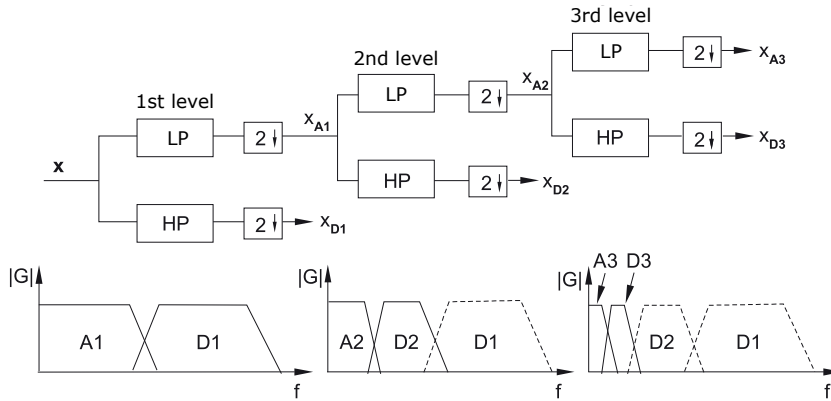 3rd level
LP
2↓
x_A3
2nd level
LP
2↓
x_A2
HP
2↓
x_D3
1st level
LP
2↓
x_A1
HP
2↓
x_D2
x
HP
2↓
x_D1
|G|
A1
D1
f
|G|
A2
D2
D1
f
|G|
A3
D3
D2
D1
f